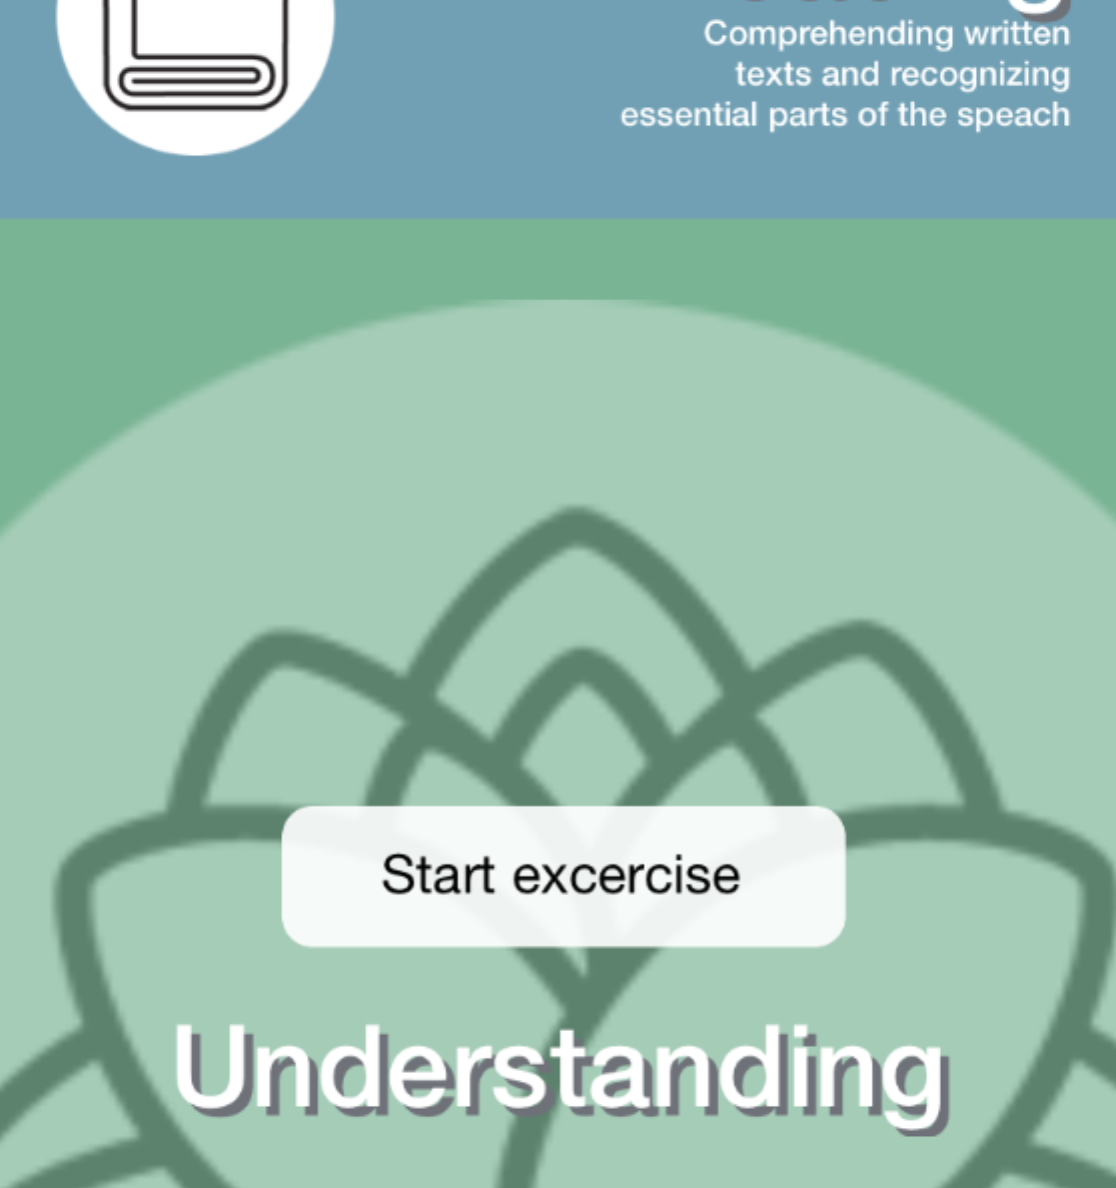 Comprehending written
texts and recognizing
essential parts of the speach
Start excercise
Understanding